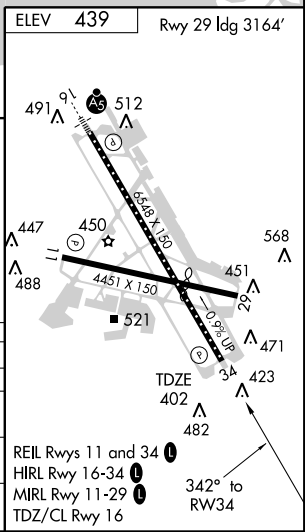 ELEV 439
Rwy 29 ldg 3164'
16
A5
491
512
P
6548 X 150
447
450
P
568
11
488
4451 X 150
451
29
521
0.9% UP
471
P
34
TDZE
402
423
482
REIL Rwys 11 and 34 L
HIRL Rwy 16-34 L
MIRL Rwy 11-29 L
TDZ/CL Rwy 16
342° to
RW34